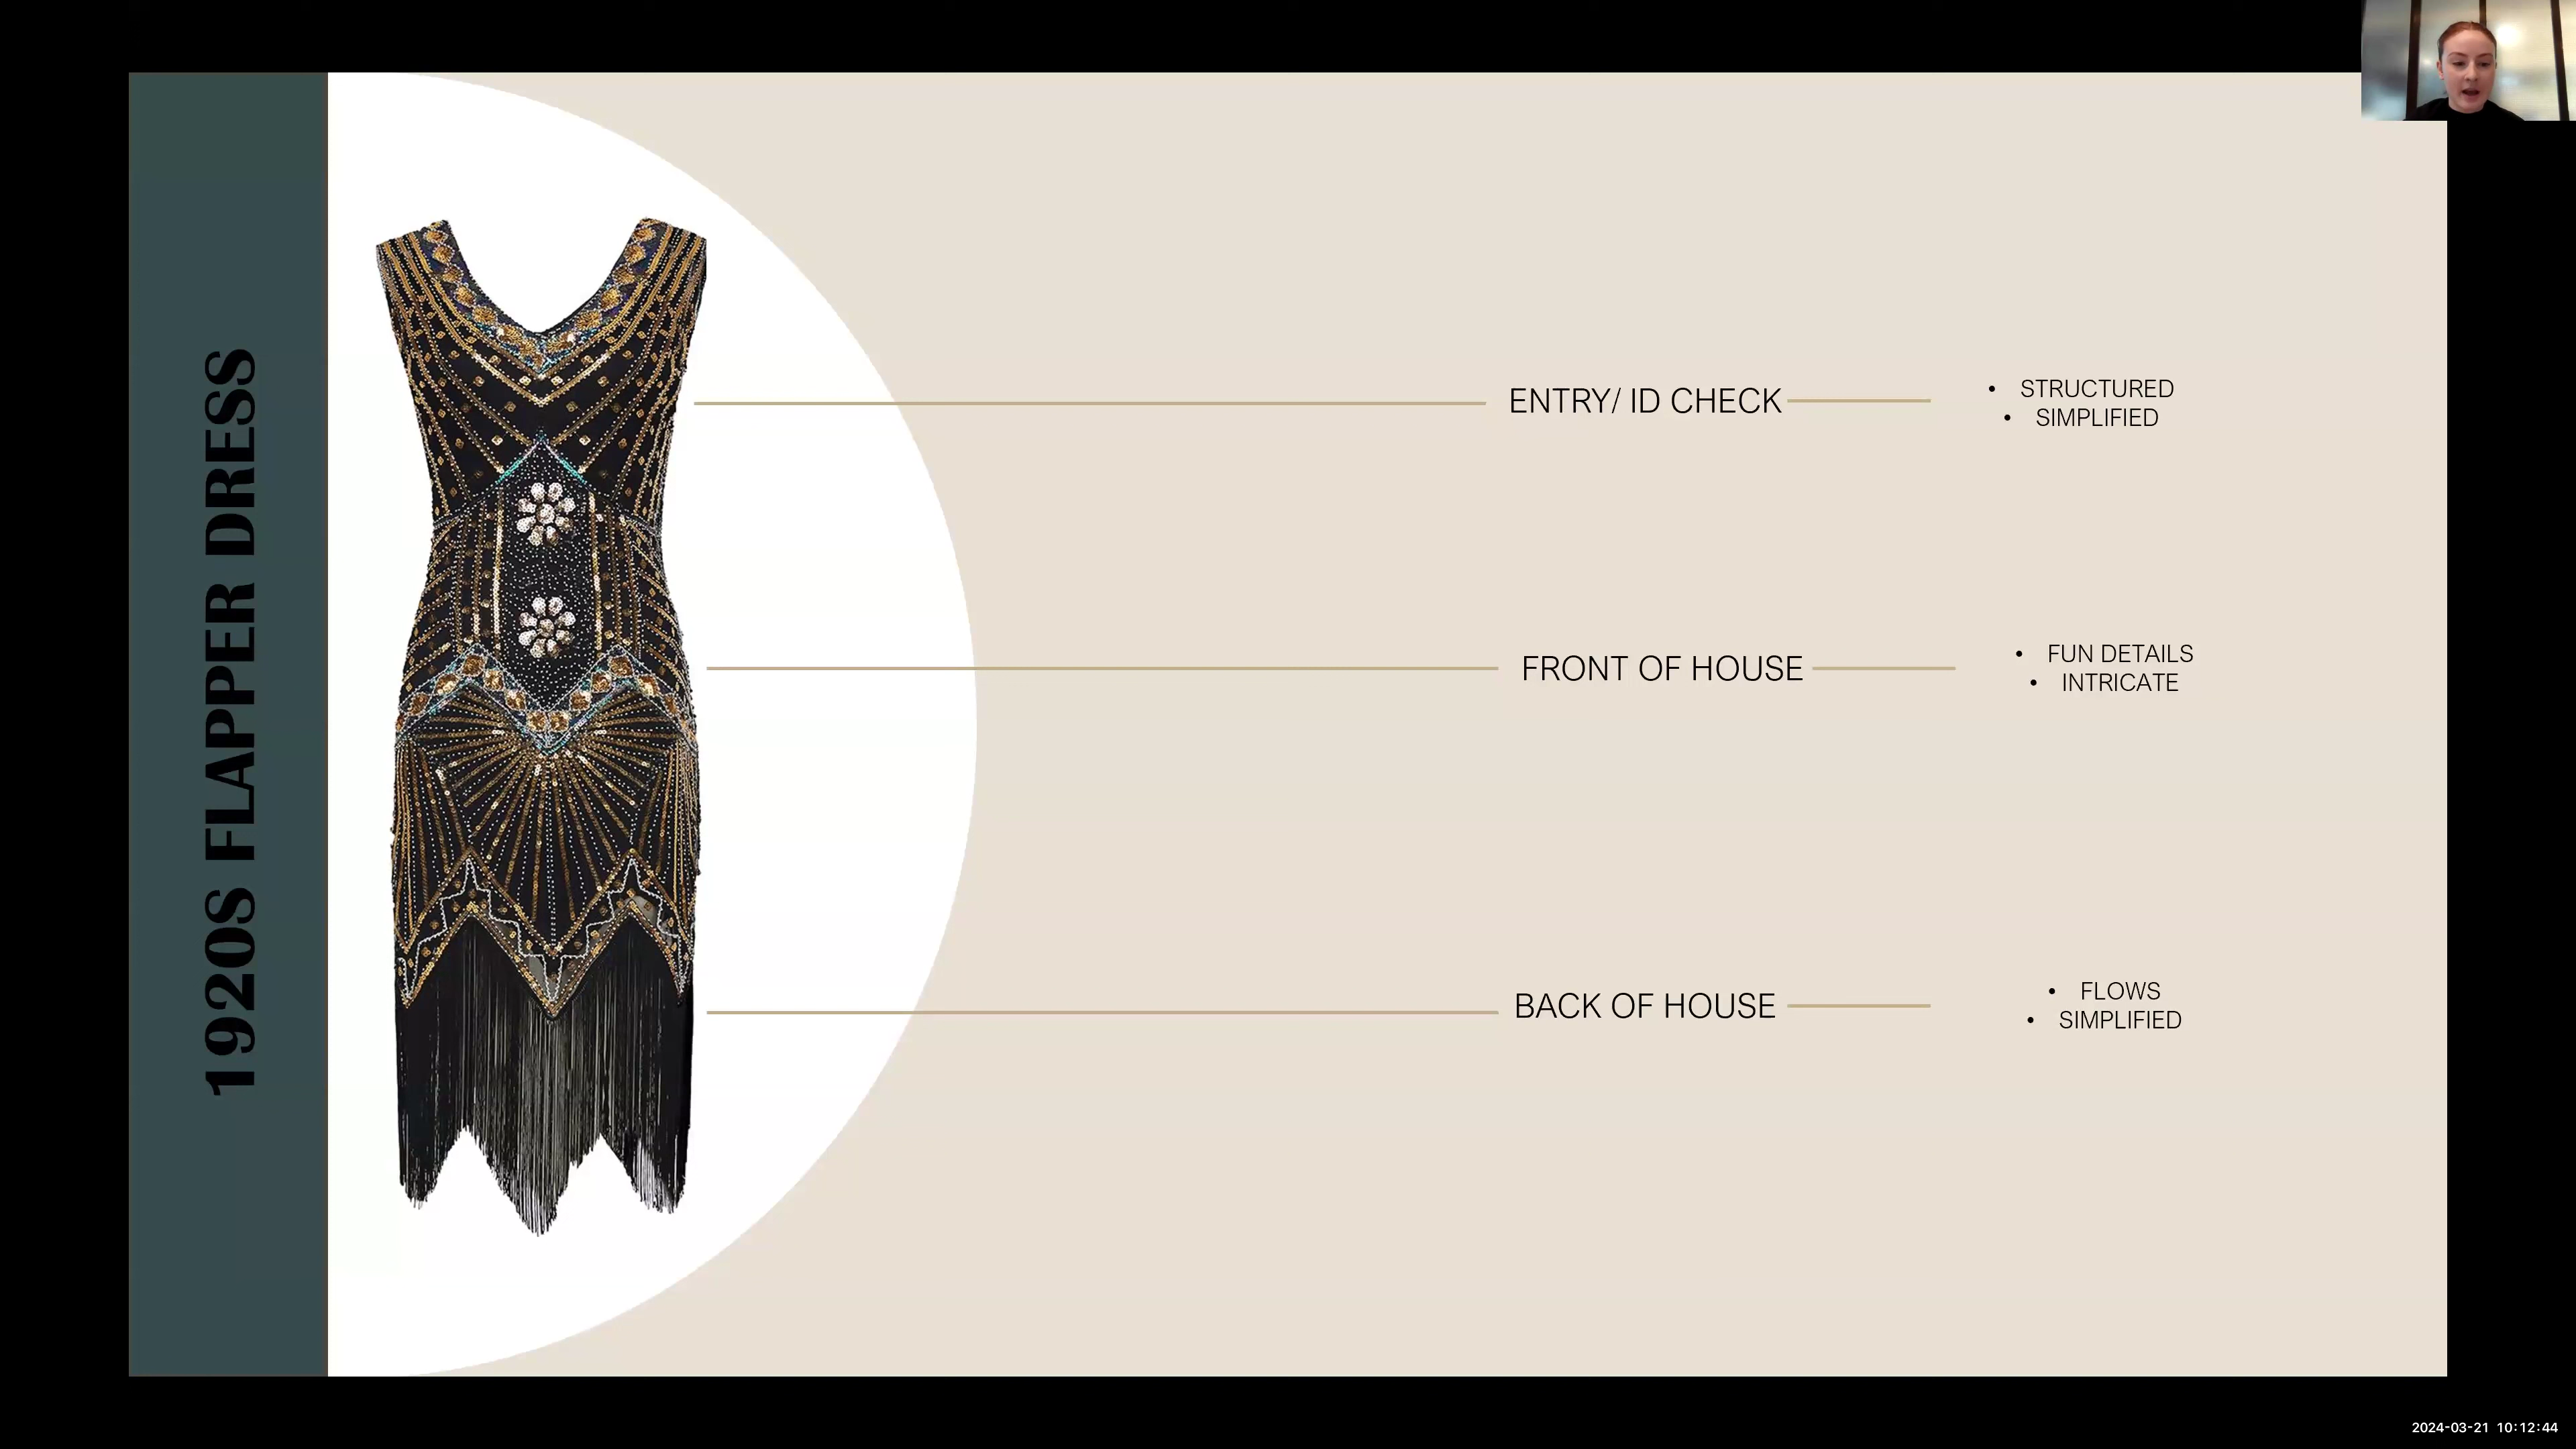 1920S FLAPPER DRESS
ENTRY/ ID CHECK
• STRUCTURED
• SIMPLIFIED
FRONT OF HOUSE
• FUN DETAILS
• INTRICATE
BACK OF HOUSE
• FLOWS
• SIMPLIFIED
2024-03-21 10:12:44